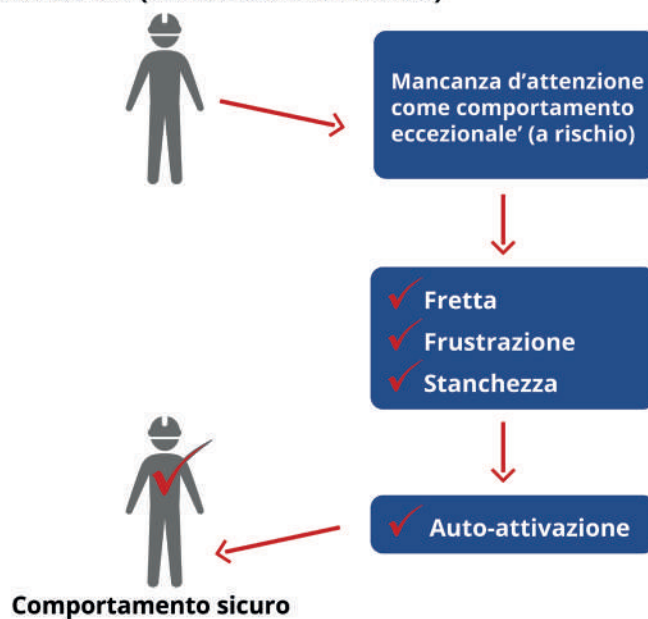 Mancanza d'attenzione
come comportamento
eccezionale' (a rischio)
Fretta
Frustrazione
Stanchezza
Auto-attivazione
Comportamento sicuro